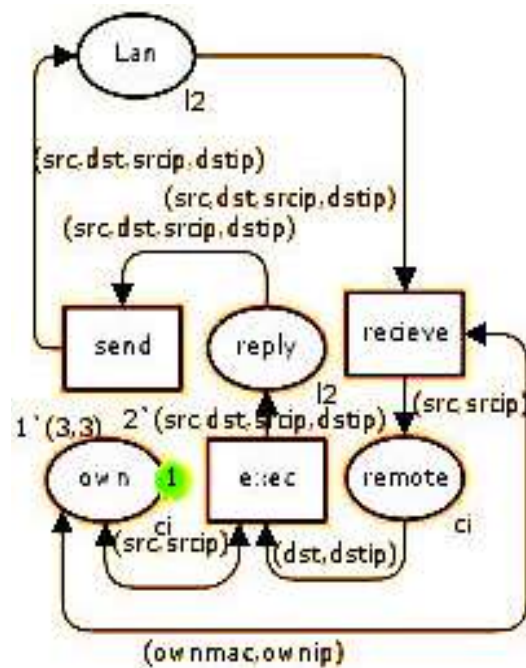 Lan
l2
(src,dst,srcip,dstip)
(src,dst,srcip,dstip)
(src,dst,srcip,dstip)
send
reply
recieve
l2
(src,srcip)
1`(3,3)
2`(src,dst,srcip,dstip)
own
1
exec
remote
ci
ci
(src,srcip)
(dst,dstip)
(ownmac,ownip)